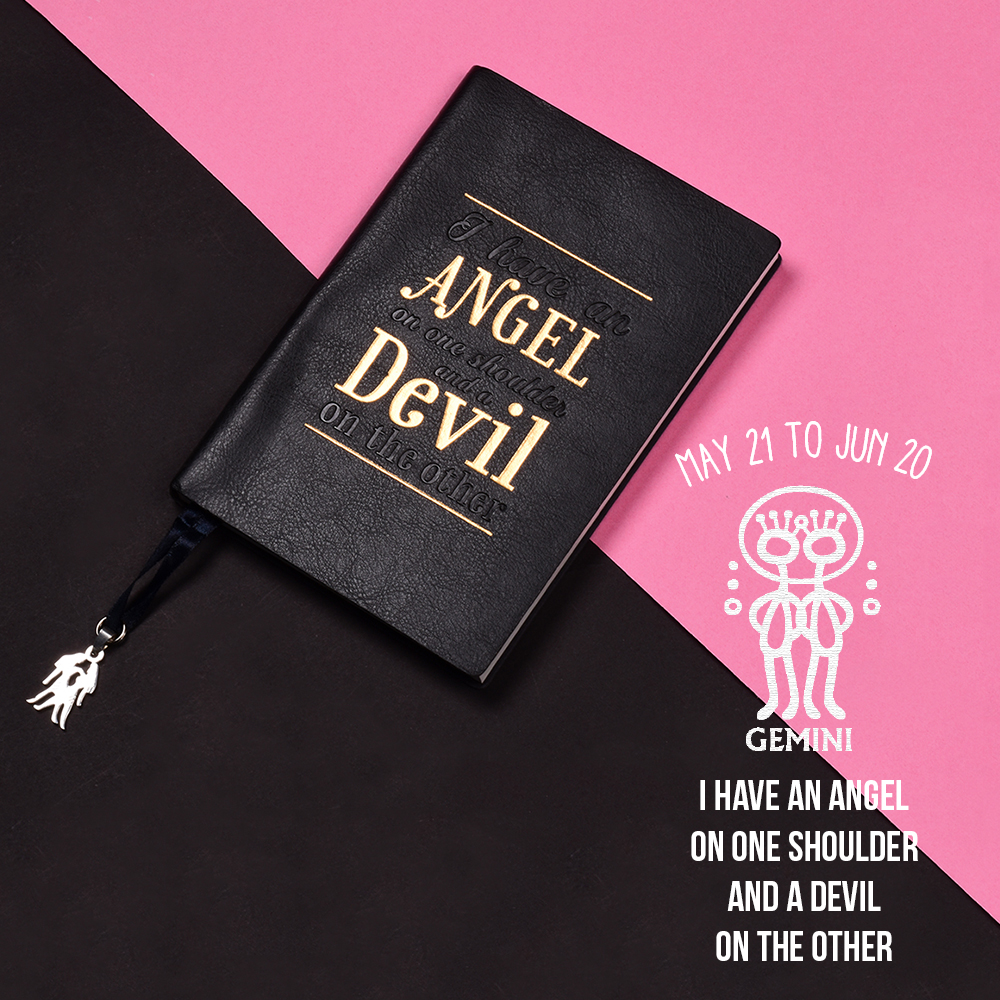 I have an
ANGEL
on one shoulder
and a
Devil
on the other
MAY 21 TO JUN 20
GEMINI
I HAVE AN ANGEL
ON ONE SHOULDER
AND A DEVIL
ON THE OTHER